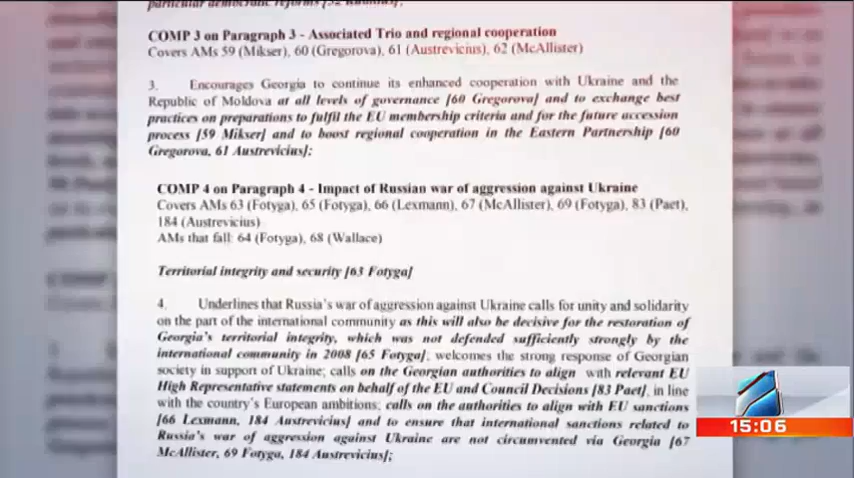 particular democratic reforms [52
COMP 3 on Paragraph 3 - Associated Trio and regional cooperation
Covers AMs 59 (Mikser), 60 (Gregorova), 61 (Austrevicius), 62 (McAllister)
3. Encourages Georgia to continue its enhanced cooperation with Ukraine and the
Republic of Moldova at all levels of governance [60 Gregorova] and to exchange best
practices on preparations to fulfil the EU membership criteria and for the future accession
process [59 Mikser] and to boost regional cooperation in the Eastern Partnership [60
Gregorova, 61 Austrevicius];
COMP 4 on Paragraph 4 - Impact of Russian war of aggression against Ukraine
Covers AMs 63 (Fotyga), 65 (Fotyga), 66 (Lexmann), 67 (McAllister), 69 (Fotyga), 83 (Paet),
184 (Austrevicius)
AMs that fall: 64 (Fotyga), 68 (Wallace)
Territorial integrity and security [63 Fotyga]
4. Underlines that Russia's war of aggression against Ukraine calls for unity and solidarity
on the part of the international community as this will also be decisive for the restoration of
Georgia's territorial integrity, which was not defended sufficiently strongly by the
international community in 2008 [65 Fotyga]; welcomes the strong response of Georgian
society in support of Ukraine; calls on the Georgian authorities to align with relevant EU
High Representative statements on behalf of the EU and Council Decisions [83 Paet], in line
with the country's European ambitions; calls on the authorities to align with EU sanctions
[66 Lexmann, 184 Austrevicius] and to ensure that international sanctions related to
Russia's war of aggression against Ukraine are not circumvented via Georgia [67
McAllister, 69 Fotyga, 184 Austrevicius];
15:06